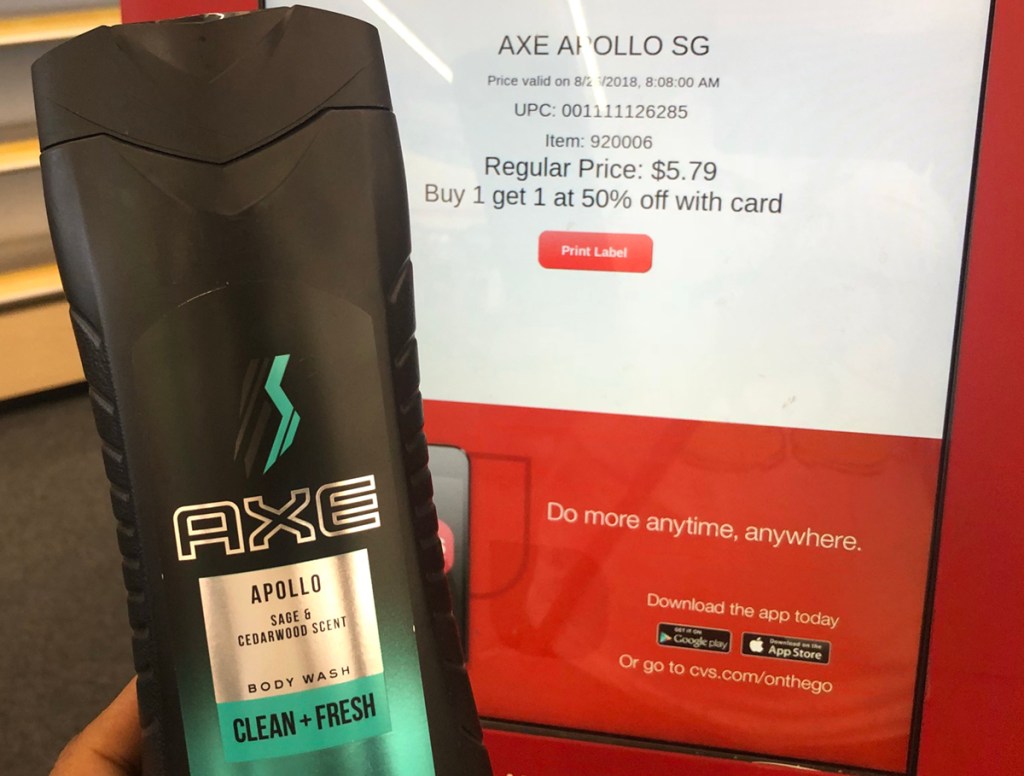 AXE APOLLO SG
Price valid on 8/25/2018, 8:08:00 AM
UPC: 001111126285
Item: 920006
Regular Price: $5.79
Buy 1 get 1 at 50% off with card
Print Label
AXE
APOLLO
SAGE &
CEDARWOOD SCENT
BODY WASH
CLEAN + FRESH
Do more anytime, anywhere.
Download the app today
GET IT ON
Google play
Download on the
App Store
Or go to cvs.com/onthego